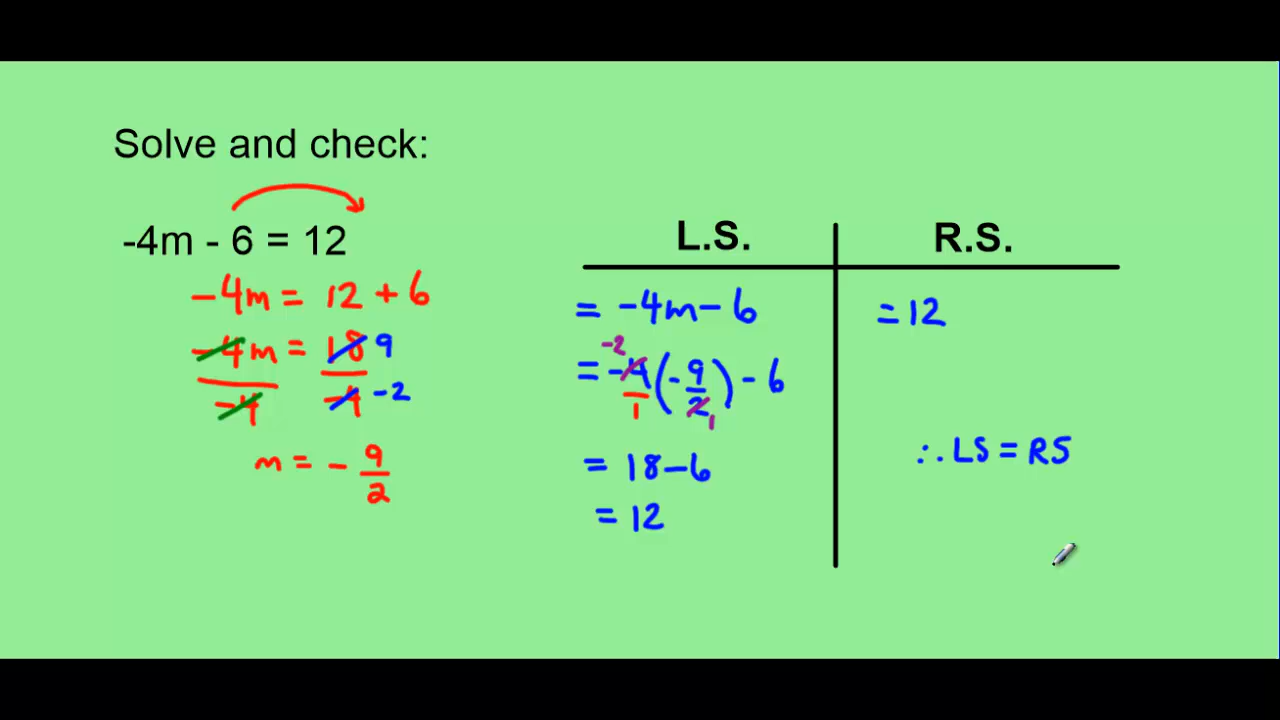 Solve and check:
-4m - 6 = 12
-4m = 12 + 6
-4m = 18 9
-4 -4 -2
m = - 9/2
L.S.
= -4m - 6
-2
= -4/1 (- 9/2) - 6
1
= 18 - 6
= 12
R.S.
= 12
∴ LS = RS